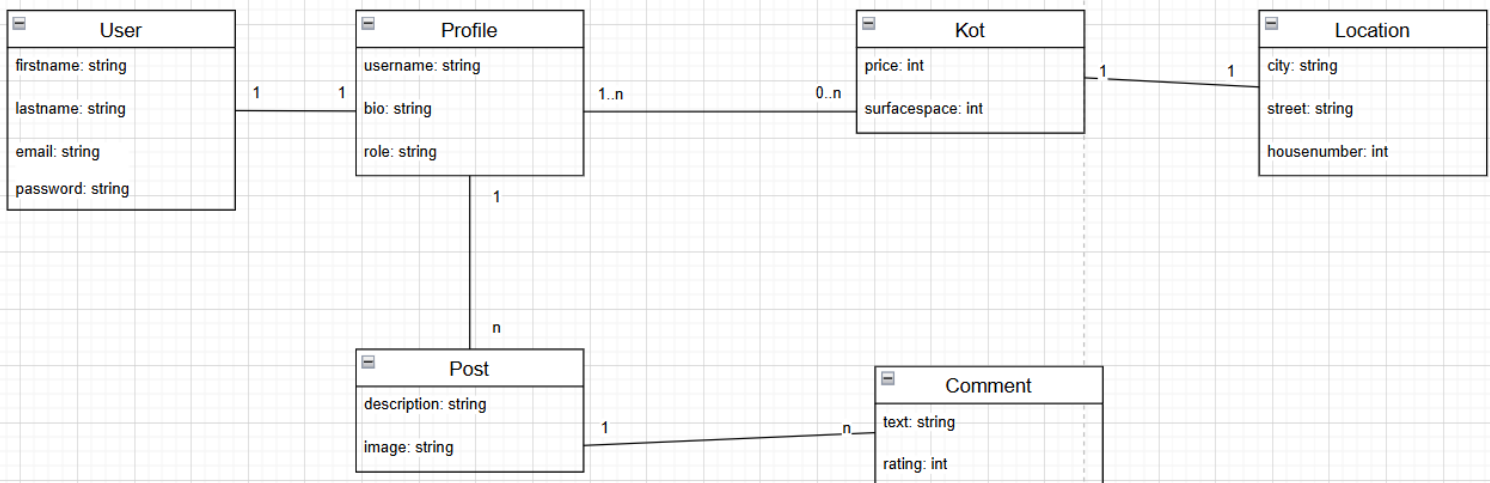 User
firstname: string
lastname: string
email: string
password: string
1
1
Profile
username: string
bio: string
role: string
1..n
0..n
Kot
price: int
surfacespace: int
1
1
Location
city: string
street: string
housenumber: int
1
n
Post
description: string
image: string
1
n
Comment
text: string
rating: int